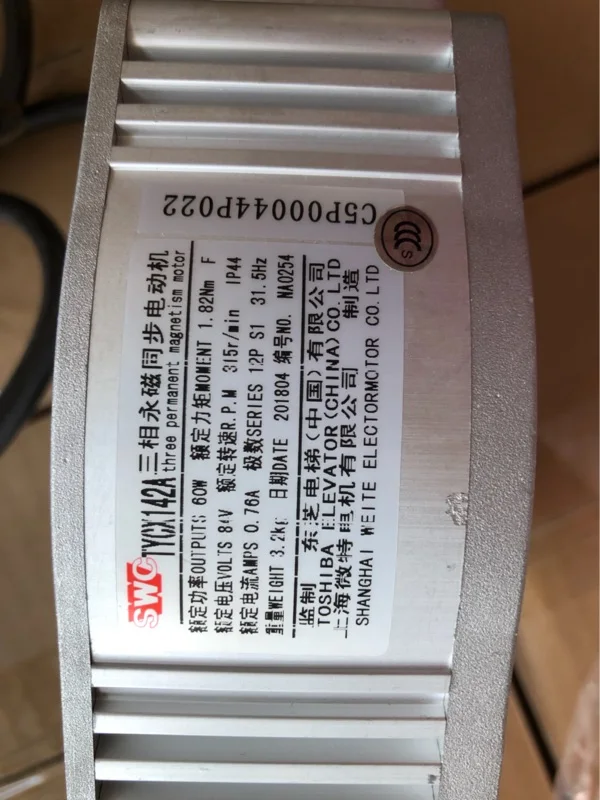 C5P00044P022
S
SWC TYCX142A三相永磁同步电动机
three permanent magnetism motor
额定功率OUTPUTS 60W 额定力矩MOMENT 1.82Nm F
额定电压VOLTS 84V 额定转速R.P.M 315r/min IP44
额定电流AMPS 0.76A 极数SERIES 12P S1 31.5Hz
重量WEIGHT 3.2kg 日期DATE 201804 编号NO. NA0254
监制 东芝电梯(中国)有限公司
TOSHIBA ELEVATOR(CHINA)CO.LTD
上海微特电机有限公司 制造
SHANGHAI WEITE ELECTORMOTOR CO.LTD